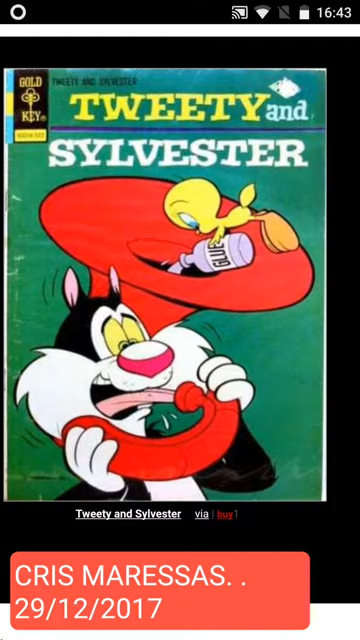 16:43
GOLD
KEY®
TWEETY AND SYLVESTER
TWEETY and
SYLVESTER
GLUE
Tweety and Sylvester via | buy1
CRIS MARESSAS. .
29/12/2017